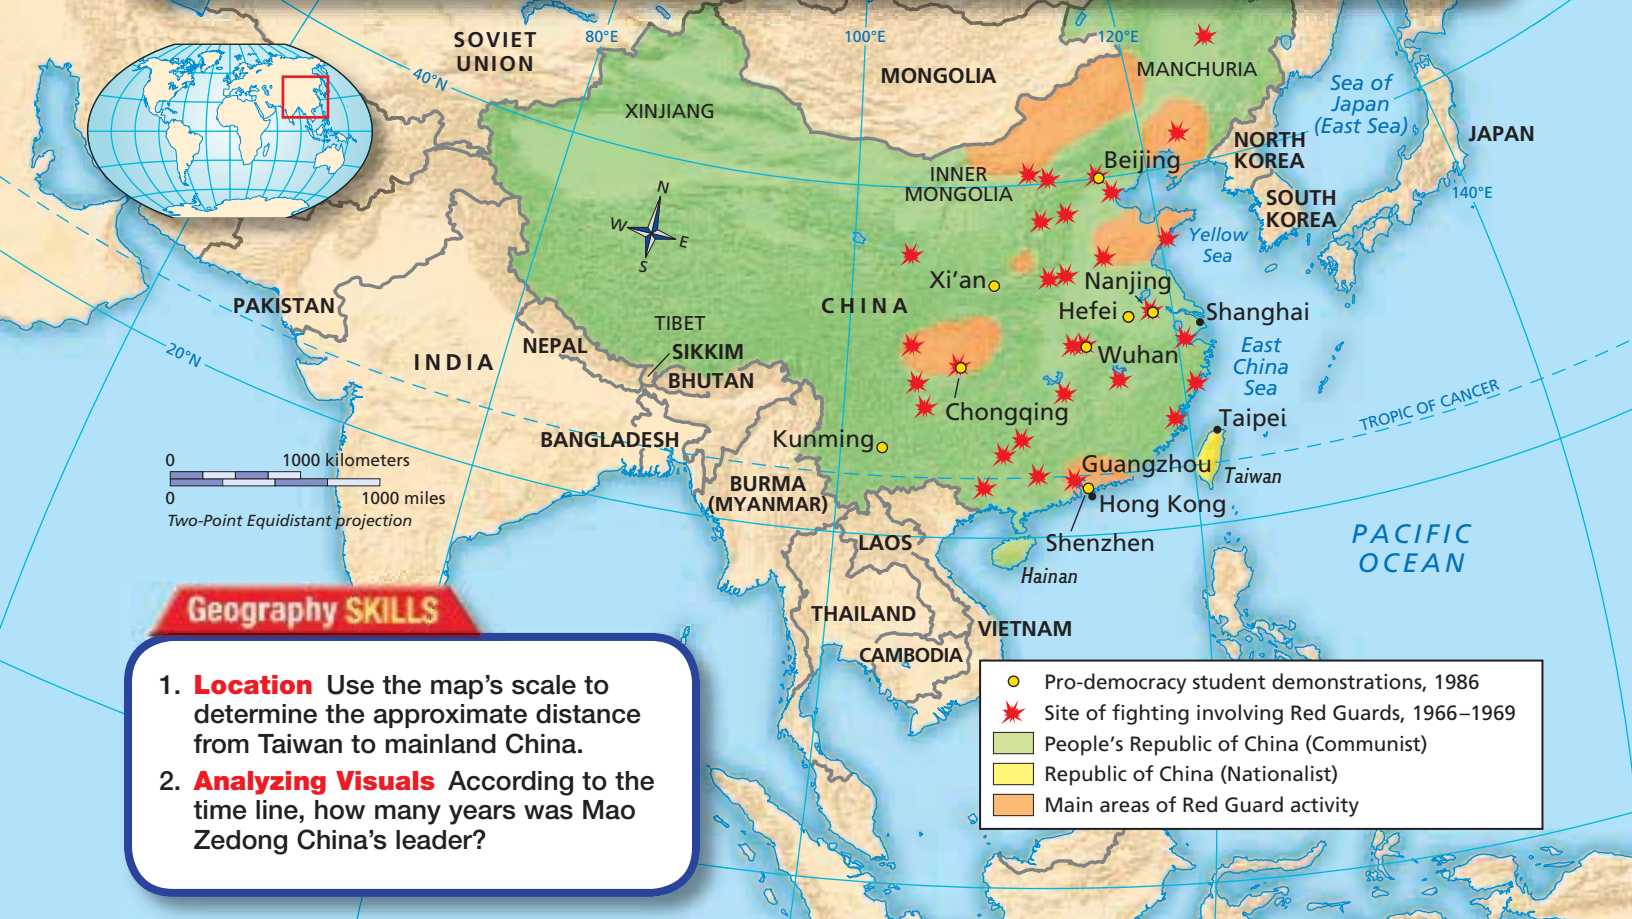 SOVIET
UNION
80°E
100°E
120°E
40°N
MONGOLIA
MANCHURIA
XINJIANG
Sea of
Japan
(East Sea)
JAPAN
NORTH
KOREA
Beijing
INNER
MONGOLIA
140°E
SOUTH
KOREA
N
W
E
S
Yellow
Sea
Xi'an
Nanjing
PAKISTAN
CHINA
Hefei
Shanghai
TIBET
20°N
INDIA
NEPAL
SIKKIM
BHUTAN
Wuhan
East
China
Sea
Chongqing
TROPIC OF CANCER
Taipei
Kunming
BANGLADESH
0 1000 kilometers
0 1000 miles
Two-Point Equidistant projection
Guangzhou
Taiwan
BURMA
(MYANMAR)
Hong Kong
LAOS
Shenzhen
Hainan
PACIFIC
OCEAN
THAILAND
VIETNAM
CAMBODIA
Geography SKILLS
1. Location Use the map's scale to
determine the approximate distance
from Taiwan to mainland China.
2. Analyzing Visuals According to the
time line, how many years was Mao
Zedong China's leader?
Pro-democracy student demonstrations, 1986
Site of fighting involving Red Guards, 1966–1969
People's Republic of China (Communist)
Republic of China (Nationalist)
Main areas of Red Guard activity